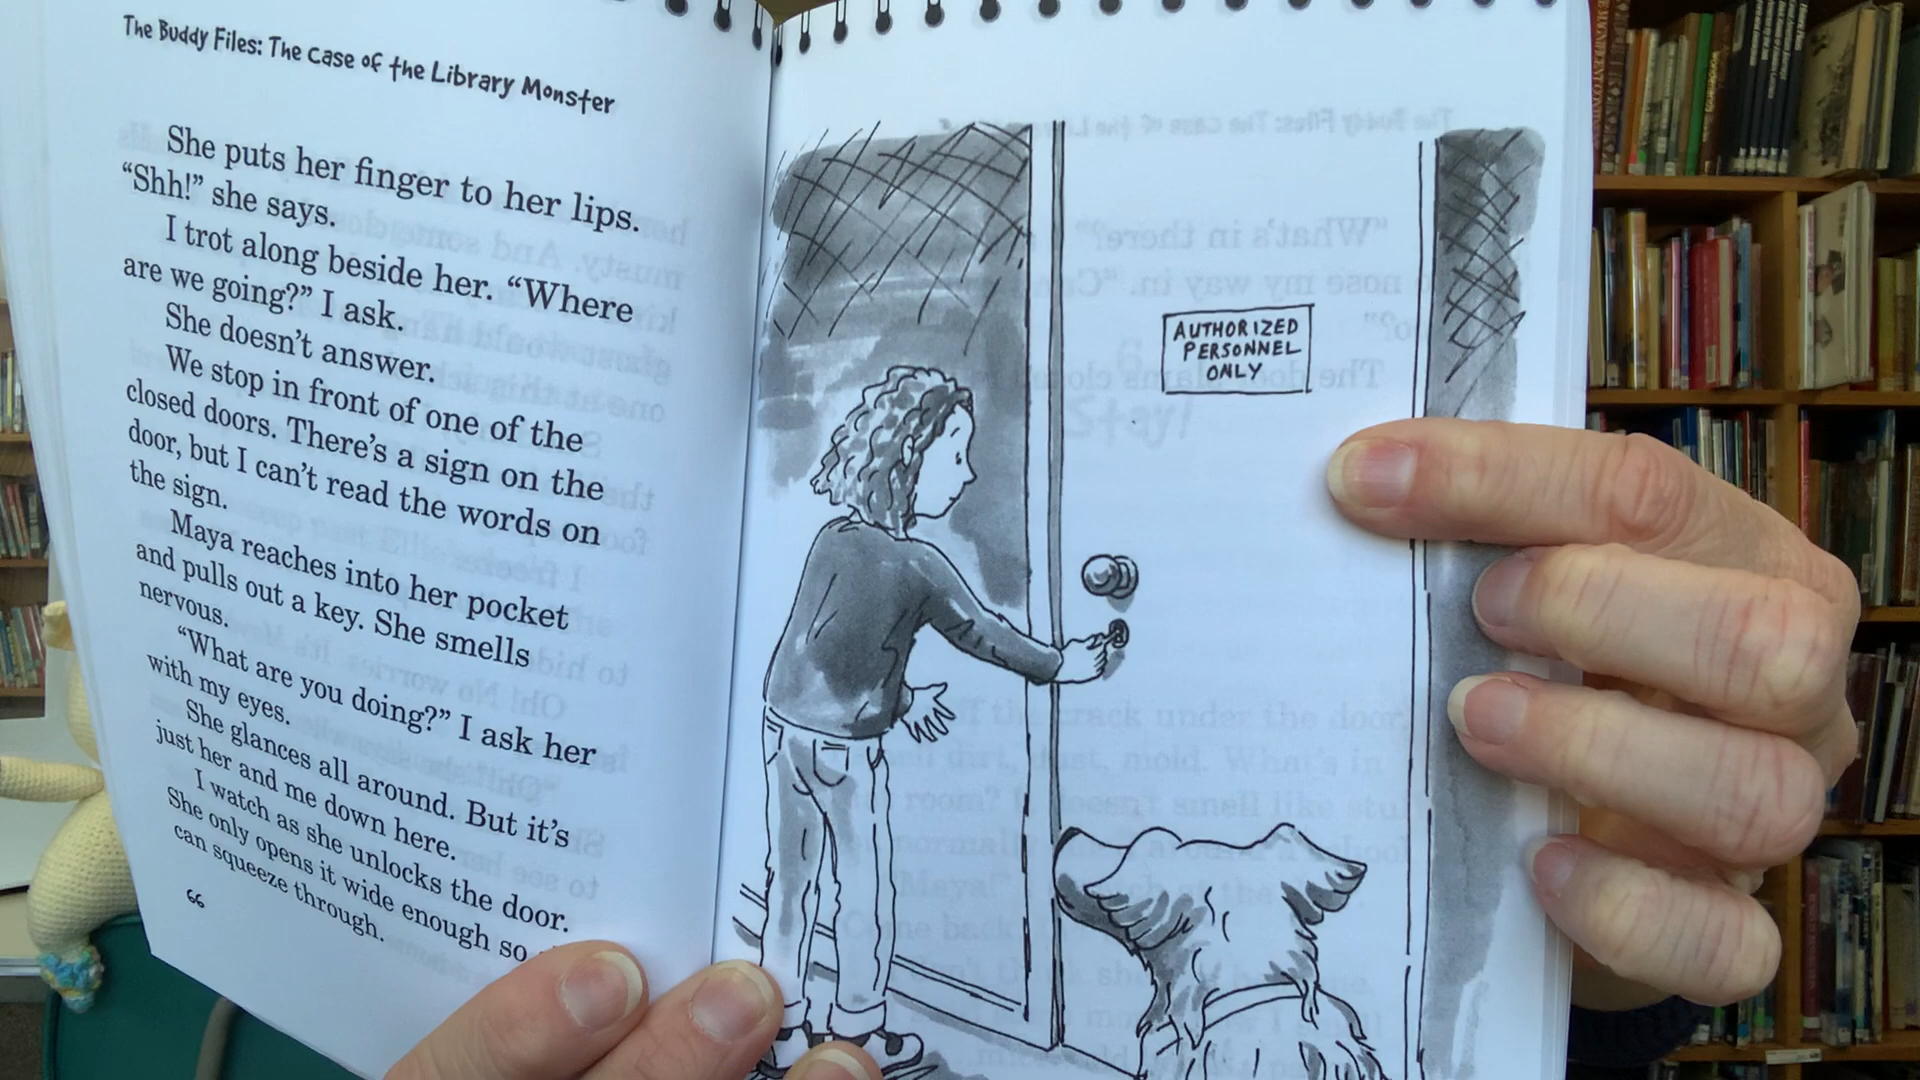 The Buddy Files: The Case of the Library Monster
She puts her finger to her lips.
“Shh!” she says.
I trot along beside her. “Where
are we going?” I ask.
She doesn’t answer.
We stop in front of one of the
closed doors. There’s a sign on the
door, but I can’t read the words on
the sign.
Maya reaches into her pocket
and pulls out a key. She smells
nervous.
“What are you doing?” I ask her
with my eyes.
She glances all around. But it’s
just her and me down here.
I watch as she unlocks the door.
She only opens it wide enough so
can squeeze through.
66
AUTHORIZED
PERSONNEL
ONLY